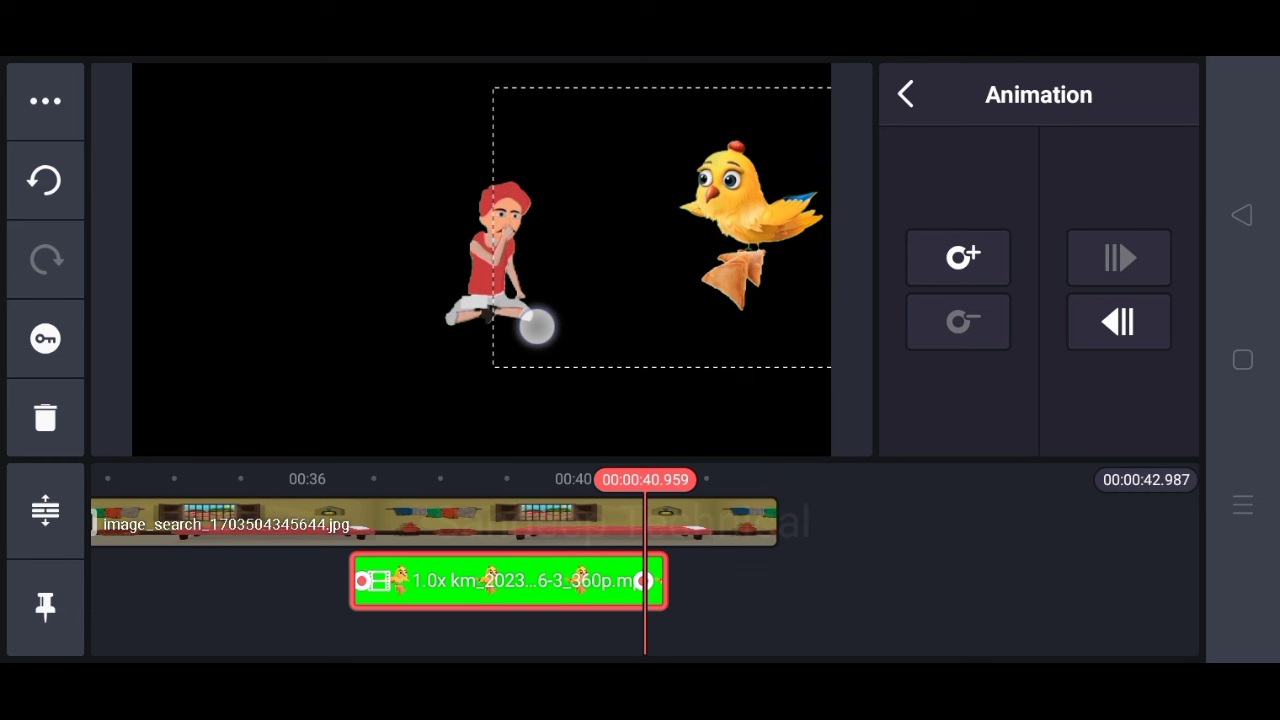 Animation
00:36
00:40
00:00:40.959
00:00:42.987
image_search_1703504345644.jpg
1.0x km_2023...6-3_360p.m